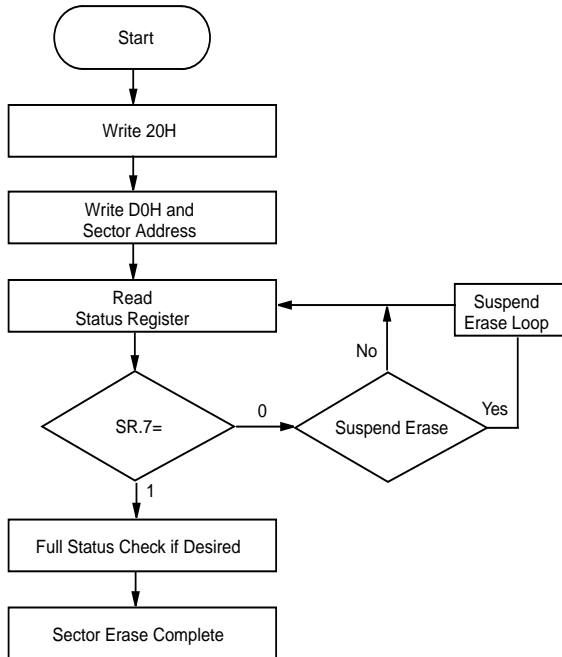 Start
Write 20H
Write D0H and
Sector Address
Read
Status Register
Suspend
Erase Loop
No
SR.7=
0
Suspend Erase
Yes
1
Full Status Check if Desired
Sector Erase Complete